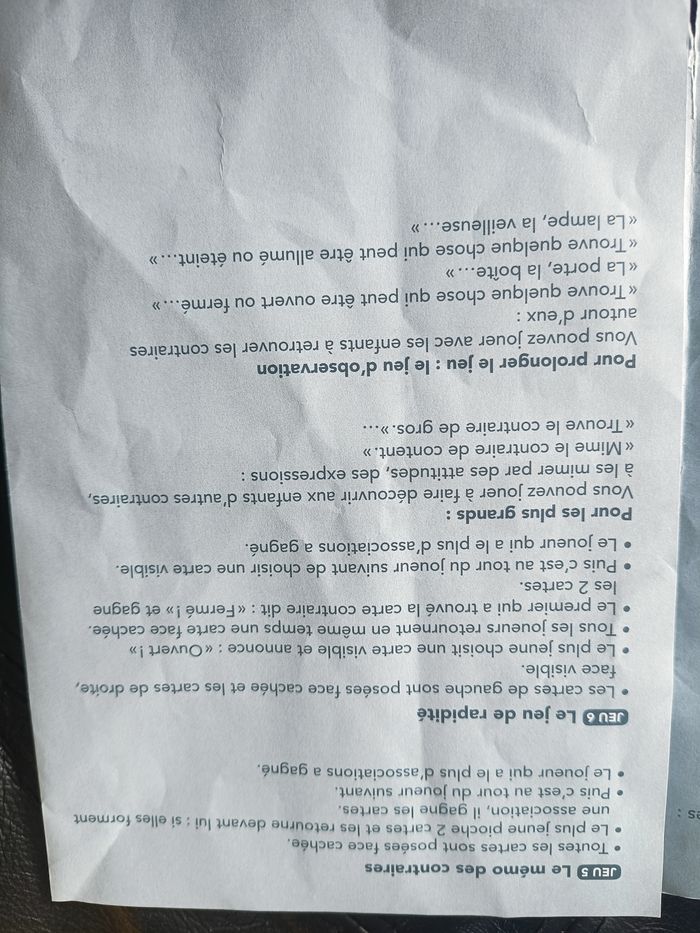 JEU 5 Le mémo des contraires
• Toutes les cartes sont posées face cachée.
• Le plus jeune pioche 2 cartes et les retourne devant lui : si elles forment
une association, il gagne les cartes.
• Puis c'est au tour du joueur suivant.
• Le joueur qui a le plus d'associations a gagné.
JEU 6 Le jeu de rapidité
• Les cartes de gauche sont posées face cachée et les cartes de droite,
face visible.
• Le plus jeune choisit une carte visible et annonce : « Ouvert ! »
• Tous les joueurs retournent en même temps une carte face cachée.
• Le premier qui a trouvé la carte contraire dit : « Fermé ! » et gagne
les 2 cartes.
• Puis c'est au tour du joueur suivant de choisir une carte visible.
• Le joueur qui a le plus d'associations a gagné.
Pour les plus grands :
Vous pouvez jouer à faire découvrir aux enfants d'autres contraires,
à les mimer par des attitudes, des expressions :
« Mime le contraire de content. »
« Trouve le contraire de gros. »…
Pour prolonger le jeu : le jeu d'observation
Vous pouvez jouer avec les enfants à retrouver les contraires
autour d'eux :
« Trouve quelque chose qui peut être ouvert ou fermé… »
« La porte, la boîte… »
« Trouve quelque chose qui peut être allumé ou éteint… »
« La lampe, la veilleuse… »
es :